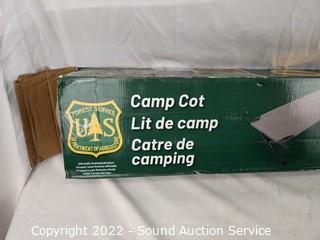 FOREST SERVICE
U S
DEPARTMENT OF AGRICULTURE
Camp Cot
Lit de camp
Catre de
camping
Copyright 2022 - Sound Auction Service